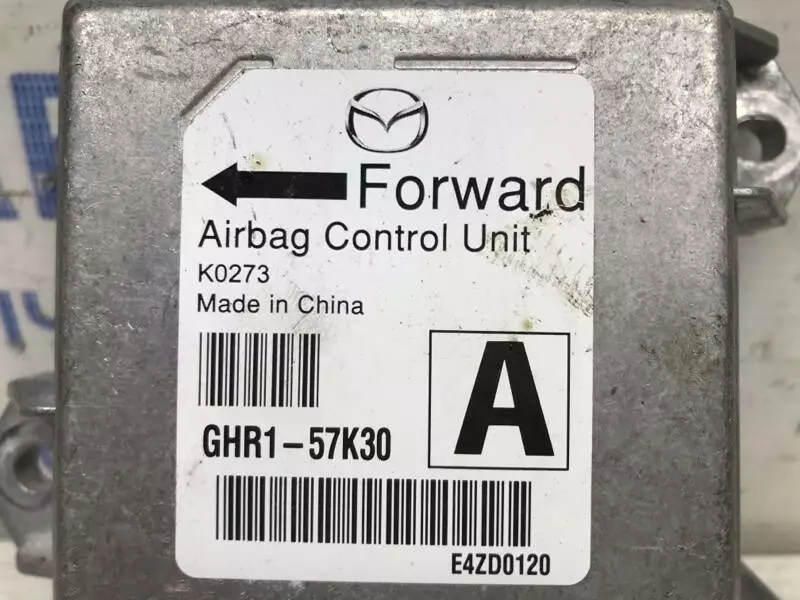 Forward
Airbag Control Unit
K0273
Made in China
A
GHR1-57K30
E4ZD0120